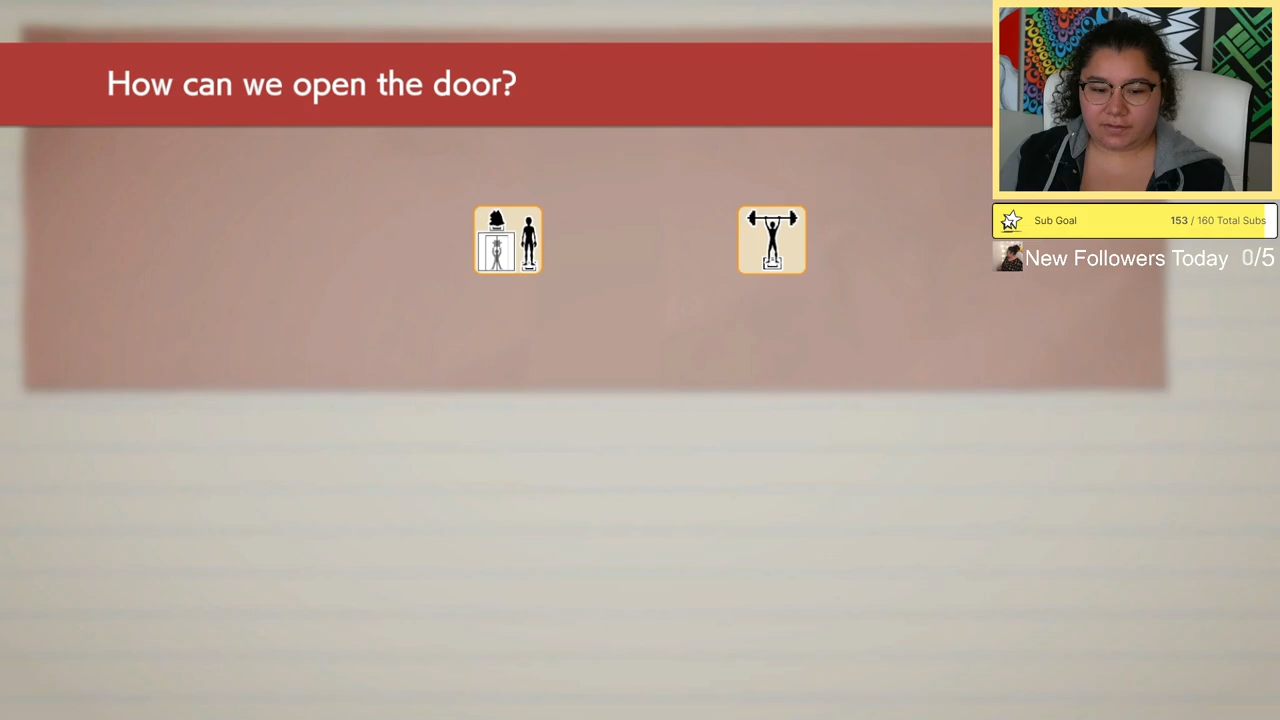 How can we open the door?
Sub Goal 153 / 160 Total Subs
New Followers Today 0/5